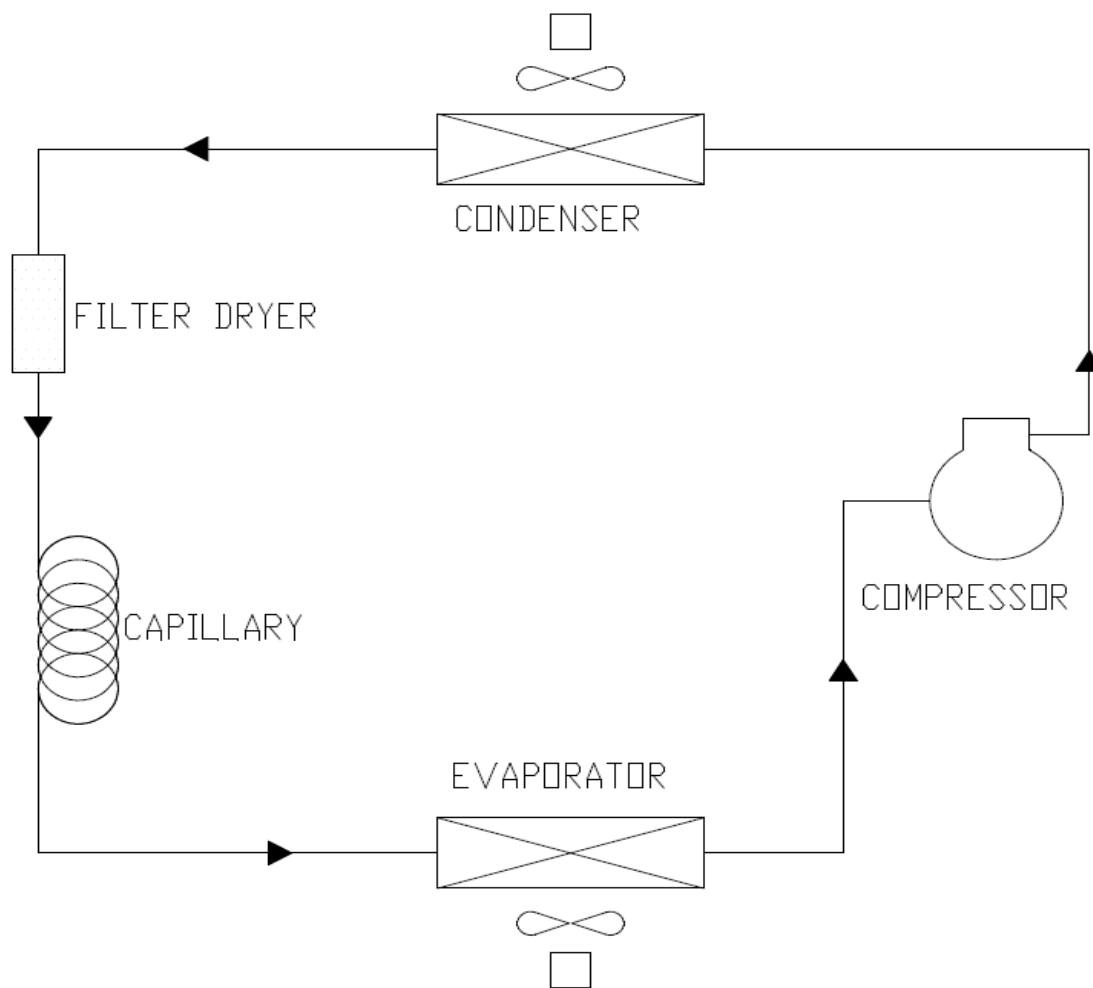 CONDENSER
FILTER DRYER
COMPRESSOR
CAPILLARY
EVAPORATOR